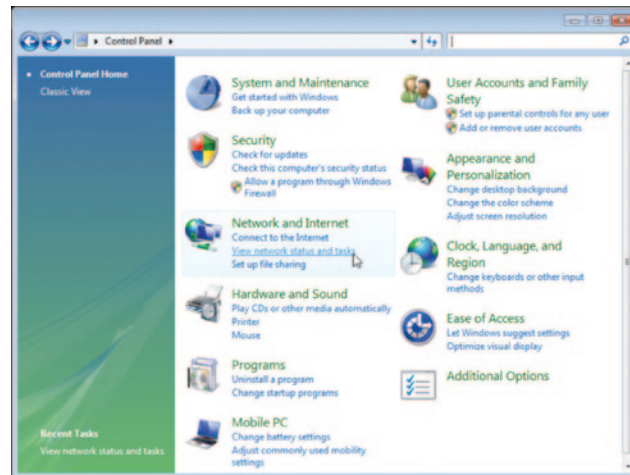 Control Panel
Control Panel Home
Classic View
System and Maintenance
Get started with Windows
Back up your computer
Security
Check for updates
Check this computer's security status
Allow a program through Windows
Firewall
Network and Internet
Connect to the Internet
View network status and tasks
Set up file sharing
Hardware and Sound
Play CDs or other media automatically
Printer
Mouse
Programs
Uninstall a program
Change startup programs
Mobile PC
Change battery settings
Adjust commonly used mobility
settings
User Accounts and Family
Safety
Set up parental controls for any user
Add or remove user accounts
Appearance and
Personalization
Change desktop background
Change the color scheme
Adjust screen resolution
Clock, Language, and
Region
Change keyboards or other input
methods
Ease of Access
Let Windows suggest settings
Optimize visual display
Additional Options
Recent Tasks
View network status and tasks